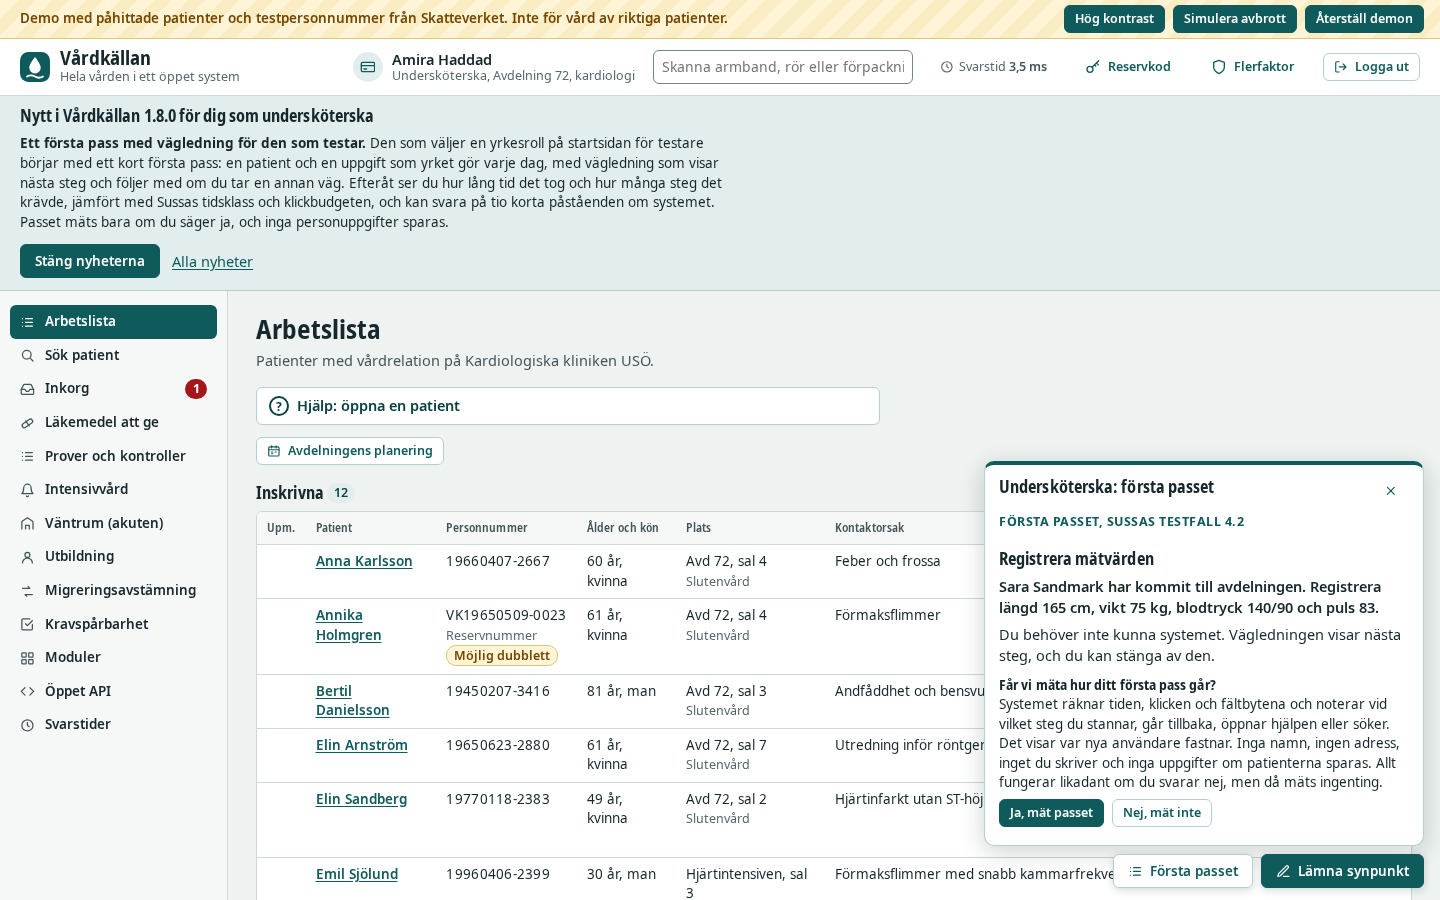 Demo med påhittade patienter och testpersonnummer från Skatteverket. Inte för vård av riktiga patienter.
Hög kontrast
Simulera avbrott
Återställ demon
Vårdkällan
Hela vården i ett öppet system
Amira Haddad
Undersköterska, Avdelning 72, kardiologi
Skanna armband, rör eller förpackni
Svarstid 3,5 ms
Reservkod
Flerfaktor
Logga ut
Nytt i Vårdkällan 1.8.0 för dig som undersköterska
Ett första pass med vägledning för den som testar. Den som väljer en yrkesroll på startsidan för testare
börjar med ett kort första pass: en patient och en uppgift som yrket gör varje dag, med vägledning som visar
nästa steg och följer med om du tar en annan väg. Efteråt ser du hur lång tid det tog och hur många steg det
krävde, jämfört med Sussas tidsklass och klickbudgeten, och kan svara på tio korta påståenden om systemet.
Passet mäts bara om du säger ja, och inga personuppgifter sparas.
Stäng nyheterna
Alla nyheter
Arbetslista
Sök patient
Inkorg
1
Läkemedel att ge
Prover och kontroller
Intensivvård
Väntrum (akuten)
Utbildning
Migreringsavstämning
Kravspårbarhet
Moduler
Öppet API
Svarstider
Arbetslista
Patienter med vårdrelation på Kardiologiska kliniken USÖ.
? Hjälp: öppna en patient
Avdelningens planering
Inskrivna 12
Upm. Patient Personnummer Ålder och kön Plats Kontaktorsak
Anna Karlsson 19660407-2667 60 år, Avd 72, sal 4 Feber och frossa
kvinna Slutenvård
Annika VK19650509-0023 61 år, Avd 72, sal 4 Förmaksflimmer
Holmgren Reservnummer kvinna Slutenvård
Möjlig dubblett
Bertil 19450207-3416 81 år, man Avd 72, sal 3 Andfåddhet och bensvu
Danielsson Slutenvård
Elin Arnström 19650623-2880 61 år, Avd 72, sal 7 Utredning inför röntgen
kvinna Slutenvård
Elin Sandberg 19770118-2383 49 år, Avd 72, sal 2 Hjärtinfarkt utan ST-höj
kvinna Slutenvård
Emil Sjölund 19960406-2399 30 år, man Hjärtintensiven, sal Förmaksflimmer med snabb kammarfrekve
3
Undersköterska: första passet
FÖRSTA PASSET, SUSSAS TESTFALL 4.2
Registrera mätvärden
Sara Sandmark har kommit till avdelningen. Registrera
längd 165 cm, vikt 75 kg, blodtryck 140/90 och puls 83.
Du behöver inte kunna systemet. Vägledningen visar nästa
steg, och du kan stänga av den.
Får vi mäta hur ditt första pass går?
Systemet räknar tiden, klicken och fältbytena och noterar vid
vilket steg du stannar, går tillbaka, öppnar hjälpen eller söker.
Det visar var nya användare fastnar. Inga namn, ingen adress,
inget du skriver och inga uppgifter om patienterna sparas. Allt
fungerar likadant om du svarar nej, men då mäts ingenting.
Ja, mät passet
Nej, mät inte
Första passet
Lämna synpunkt